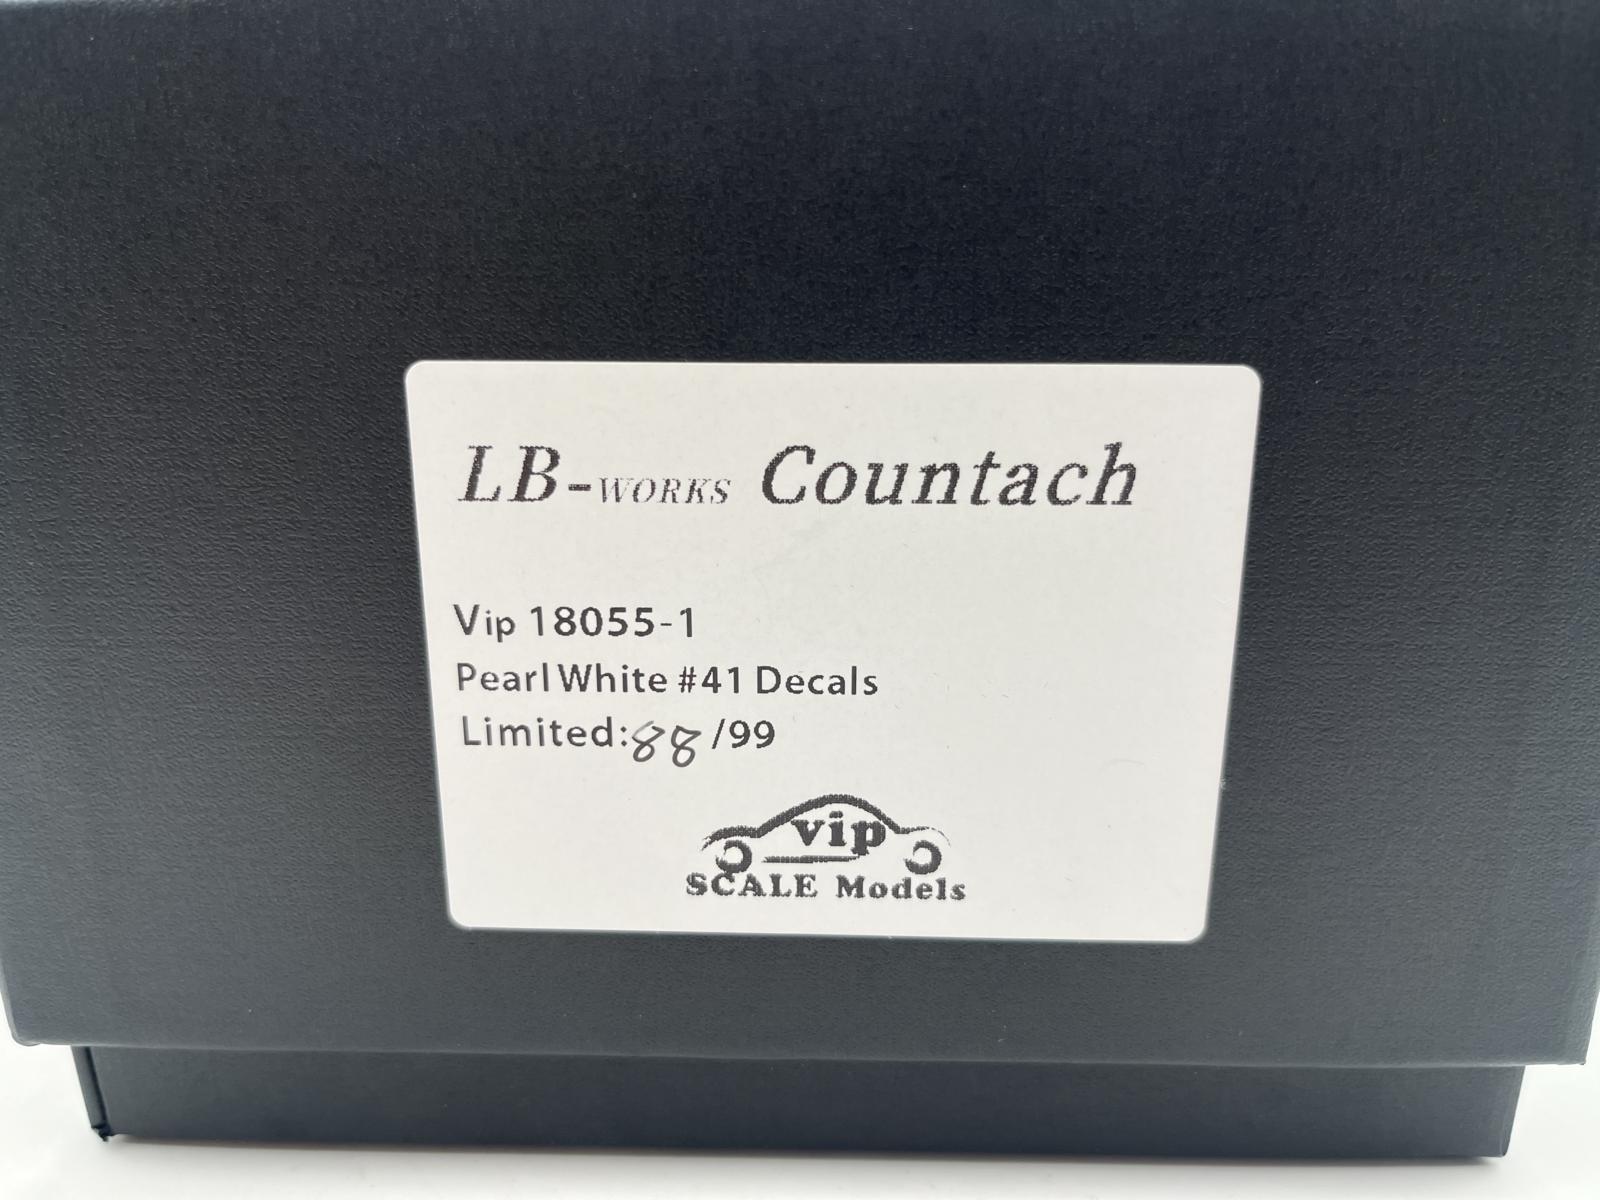 LB-WORKS Countach
Vip 18055-1
Pearl White #41 Decals
Limited:88/99
vip
SCALE Models